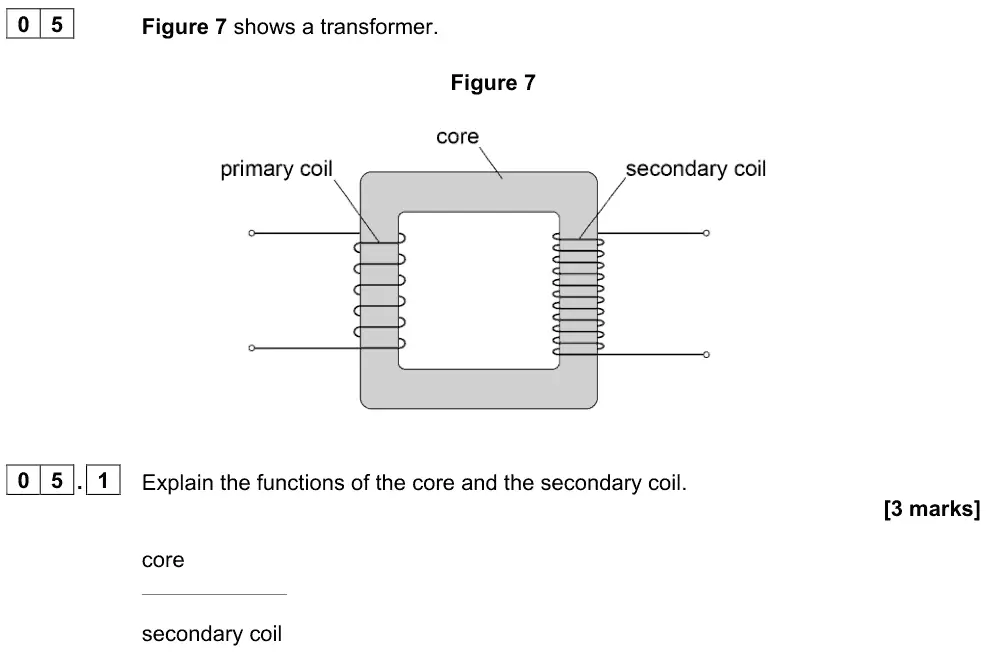 0 5 Figure 7 shows a transformer.
Figure 7
core
primary coil
secondary coil
0 5 . 1 Explain the functions of the core and the secondary coil.
[3 marks]
core
secondary coil